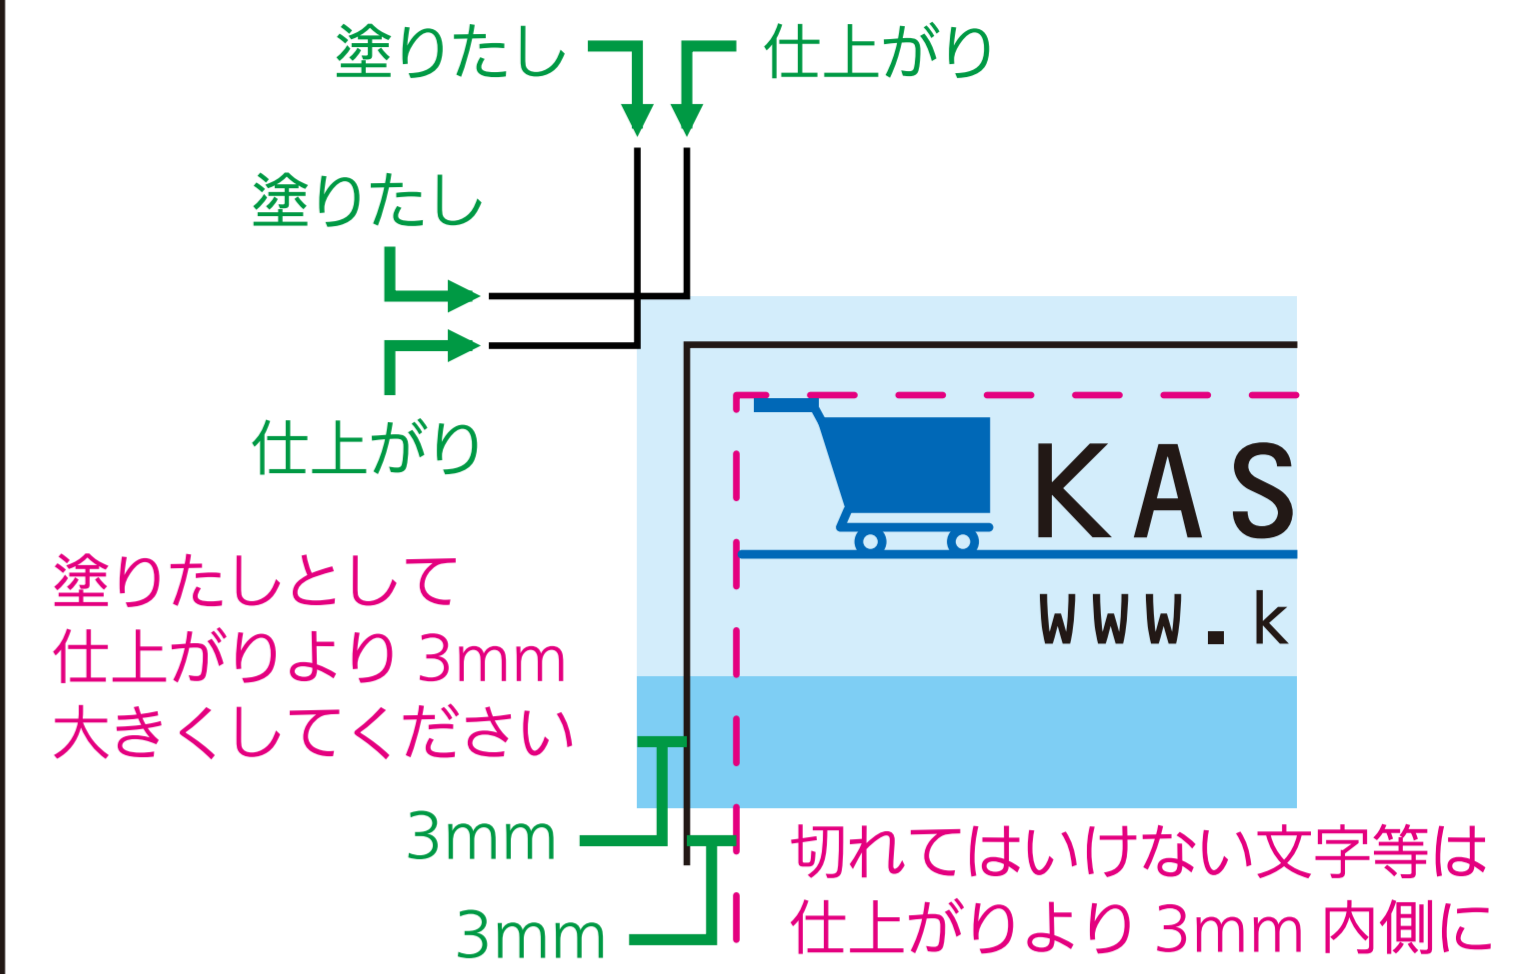 塗りたし
仕上がり
塗りたし
仕上がり
KAS
www.k
塗りたしとして
仕上がりより 3mm
大きくしてください
3mm
3mm
切れてはいけない文字等は
仕上がりより 3mm 内側に